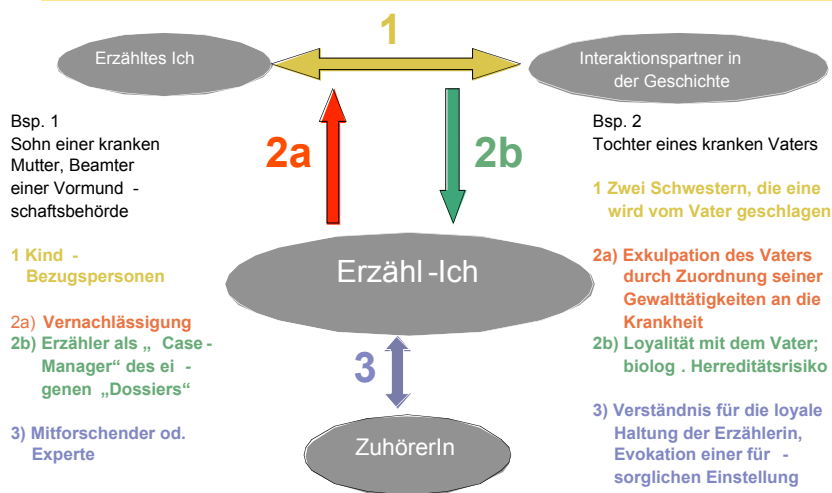 1
Erzähltes Ich
Interaktionspartner in
der Geschichte
2a
2b
Erzähl -Ich
3
ZuhörerIn
Bsp. 1
Sohn einer kranken
Mutter, Beamter
einer Vormund -
schaftsbehörde
1 Kind -
Bezugspersonen
2a) Vernachlässigung
2b) Erzähler als „ Case -
Manager“ des ei -
genen „Dossiers“
3) Mitforschender od.
Experte
Bsp. 2
Tochter eines kranken Vaters
1 Zwei Schwestern, die eine
wird vom Vater geschlagen
2a) Exkulpation des Vaters
durch Zuordnung seiner
Gewalttätigkeiten an die
Krankheit
2b) Loyalität mit dem Vater;
biolog . Herreditätsrisiko
3) Verständnis für die loyale
Haltung der Erzählerin,
Evokation einer für -
sorglichen Einstellung